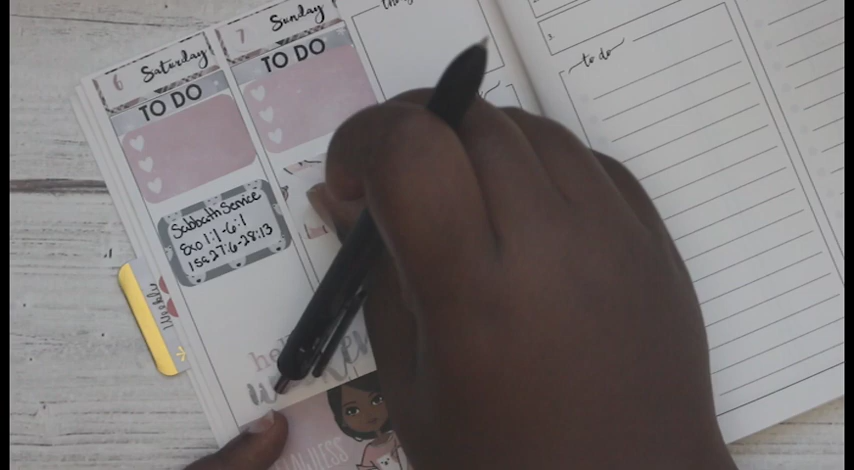 6 Saturday
7 Sunday
TO DO
TO DO
3.
to do
Sabbath Service
Exo 1:1-6:1
Isa 27:6-28:13
Weekly